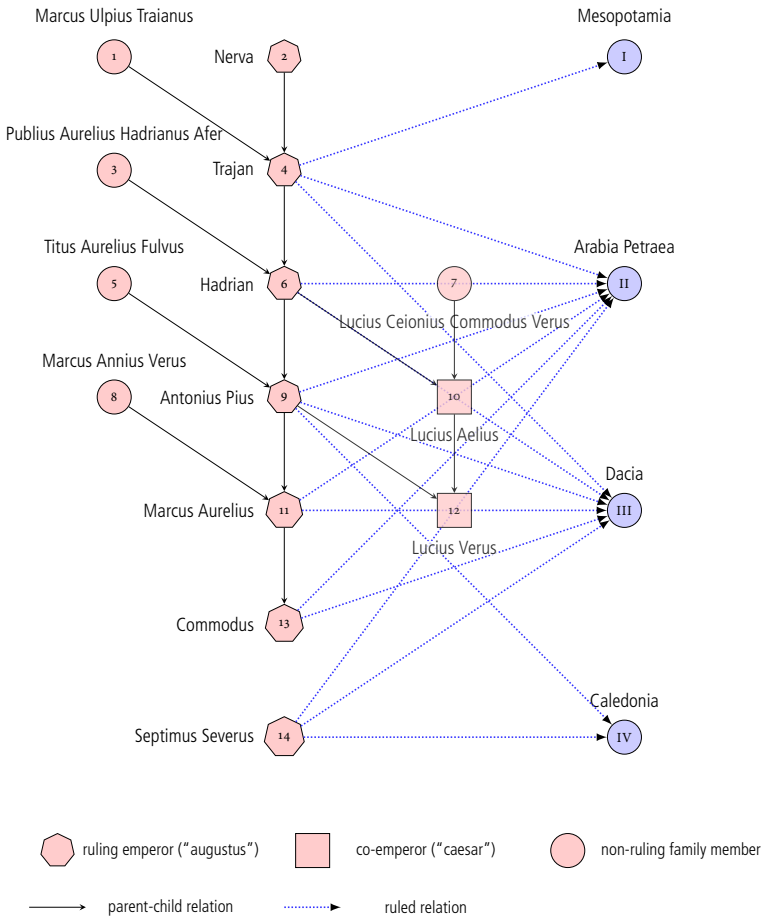 Marcus Ulpius Traianus
Mesopotamia
1
Nerva
2
I
Publius Aurelius Hadrianus Afer
3
Trajan
4
Titus Aurelius Fulvus
Arabia Petraea
5
Hadrian
6
7
II
Lucius Ceionius Commodus Verus
Marcus Annius Verus
8
Antonius Pius
9
10
Lucius Aelius
Dacia
Marcus Aurelius
11
12
III
Lucius Verus
Commodus
13
Caledonia
Septimus Severus
14
IV
ruling emperor (“augustus”)
co-emperor (“caesar”)
non-ruling family member
parent-child relation
ruled relation